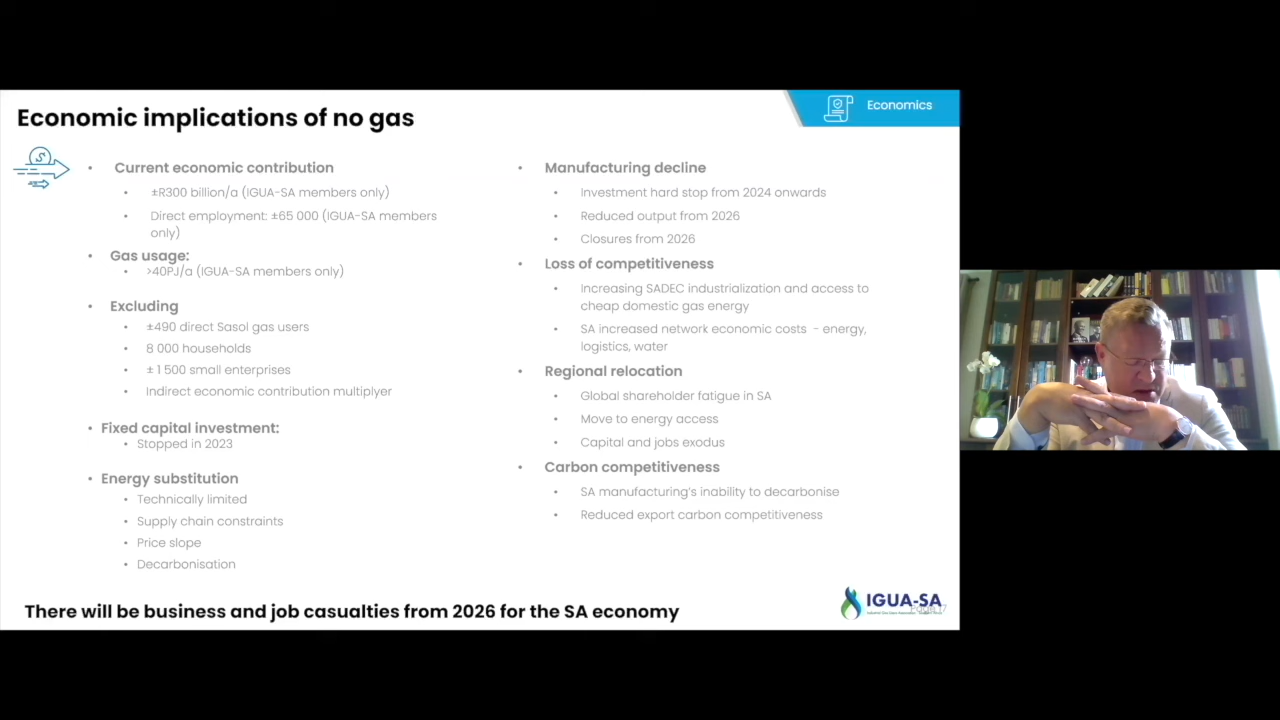 Economics
Economic implications of no gas
• Current economic contribution
• ±R300 billion/a (IGUA-SA members only)
• Direct employment: ±65 000 (IGUA-SA members
only)
• Gas usage:
• >40PJ/a (IGUA-SA members only)
• Excluding
• ±490 direct Sasol gas users
• 8 000 households
• ± 1 500 small enterprises
• Indirect economic contribution multiplyer
• Fixed capital investment:
• Stopped in 2023
• Energy substitution
• Technically limited
• Supply chain constraints
• Price slope
• Decarbonisation
• Manufacturing decline
• Investment hard stop from 2024 onwards
• Reduced output from 2026
• Closures from 2026
• Loss of competitiveness
• Increasing SADEC industrialization and access to
cheap domestic gas energy
• SA increased network economic costs - energy,
logistics, water
• Regional relocation
• Global shareholder fatigue in SA
• Move to energy access
• Capital and jobs exodus
• Carbon competitiveness
• SA manufacturing's inability to decarbonise
• Reduced export carbon competitiveness
There will be business and job casualties from 2026 for the SA economy
IGUA-SA